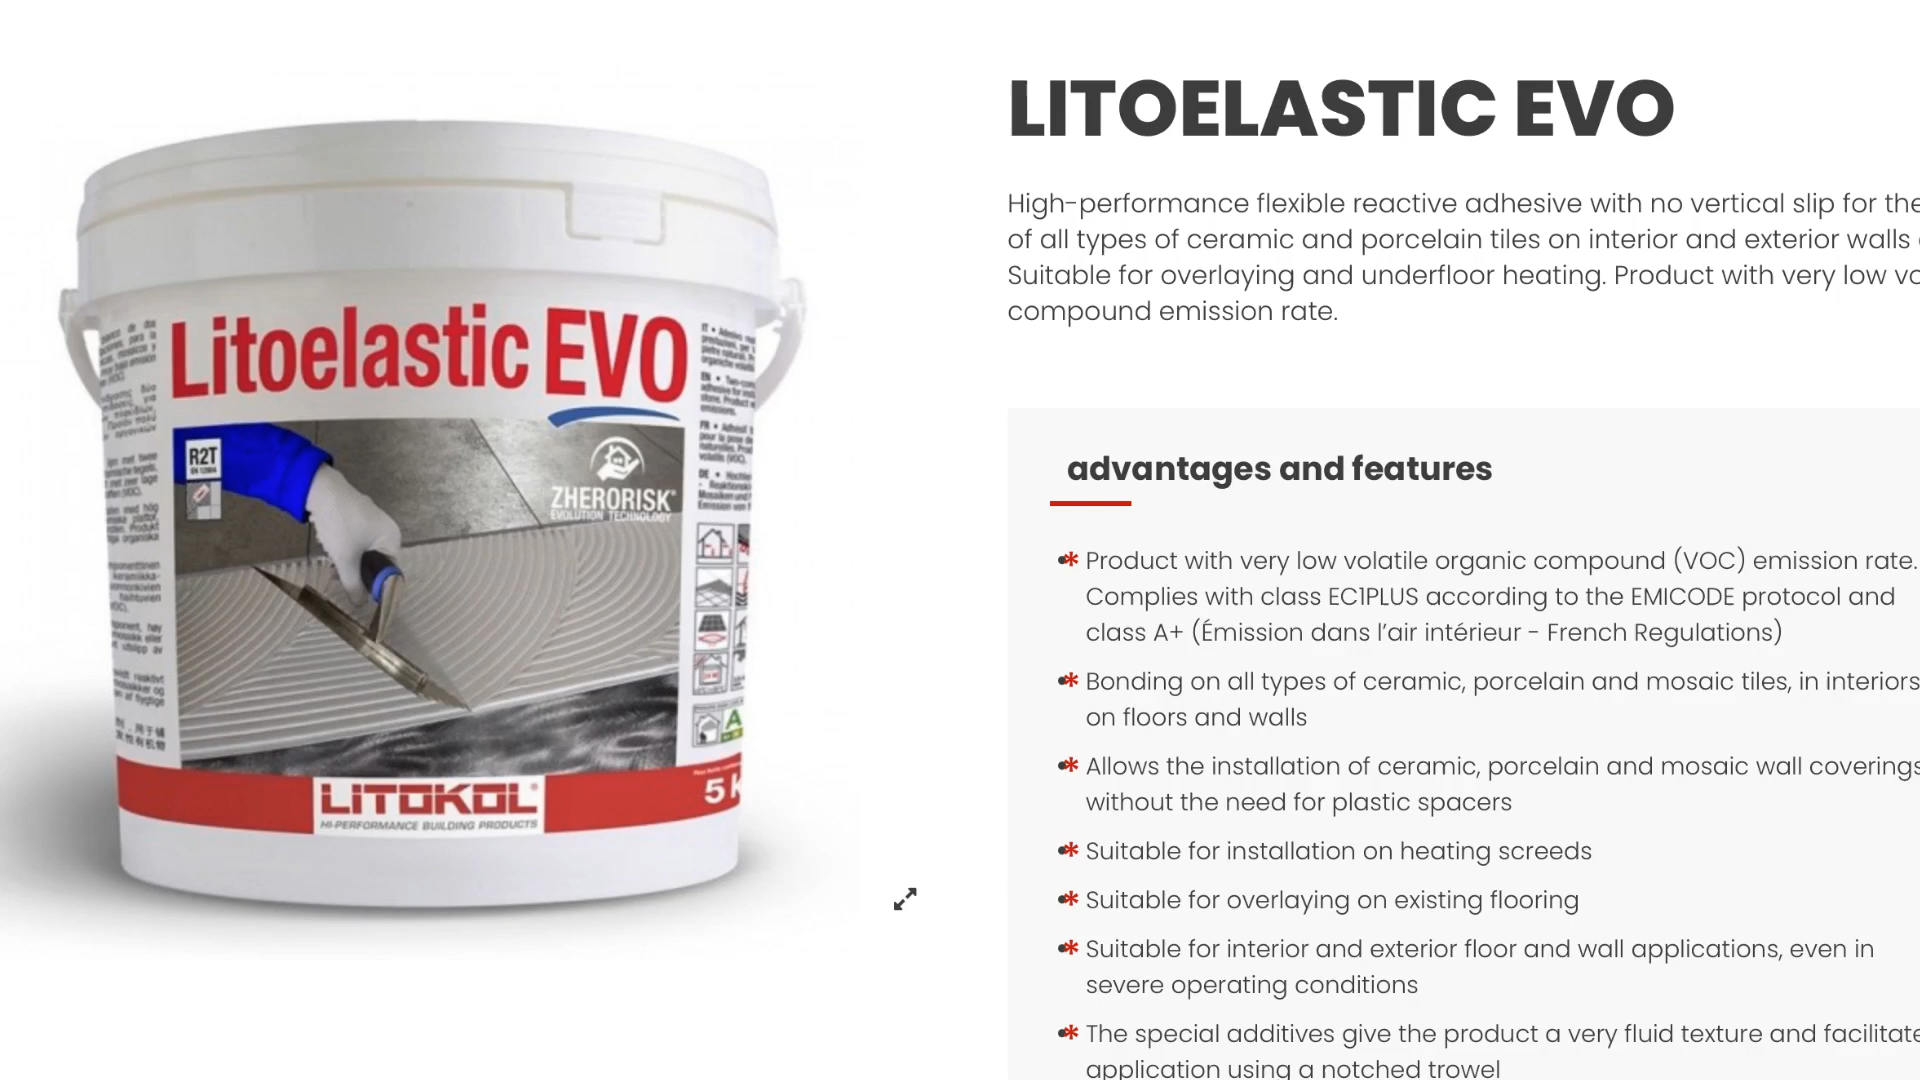 LITOELASTIC EVO
High-performance flexible reactive adhesive with no vertical slip for the
of all types of ceramic and porcelain tiles on interior and exterior walls
Suitable for overlaying and underfloor heating. Product with very low
compound emission rate.
advantages and features
Product with very low volatile organic compound (VOC) emission rate.
Complies with class EC1PLUS according to the EMICODE protocol and
class A+ (Émission dans l’air intérieur - French Regulations)
Bonding on all types of ceramic, porcelain and mosaic tiles, in interiors
on floors and walls
Allows the installation of ceramic, porcelain and mosaic wall coverings
without the need for plastic spacers
Suitable for installation on heating screeds
Suitable for overlaying on existing flooring
Suitable for interior and exterior floor and wall applications, even in
severe operating conditions
The special additives give the product a very fluid texture and facilitate
application using a notched trowel
Litoelastic EVO
R2T
EN 12004
ZHERORISK®
EVOLUTION TECHNOLOGY
LITOKOL®
HI-PERFORMANCE BUILDING PRODUCTS
5 K